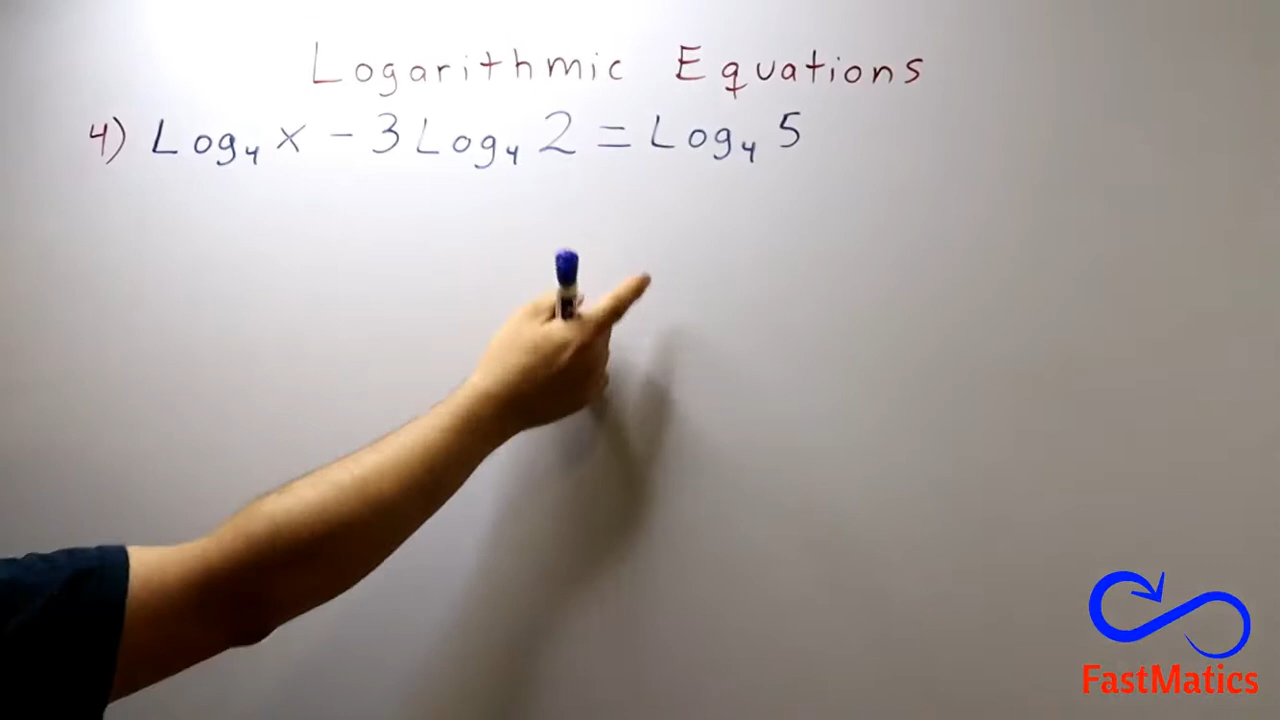 Logarithmic Equations
4) Log₄ x - 3 Log₄ 2 = Log₄ 5
FastMatics